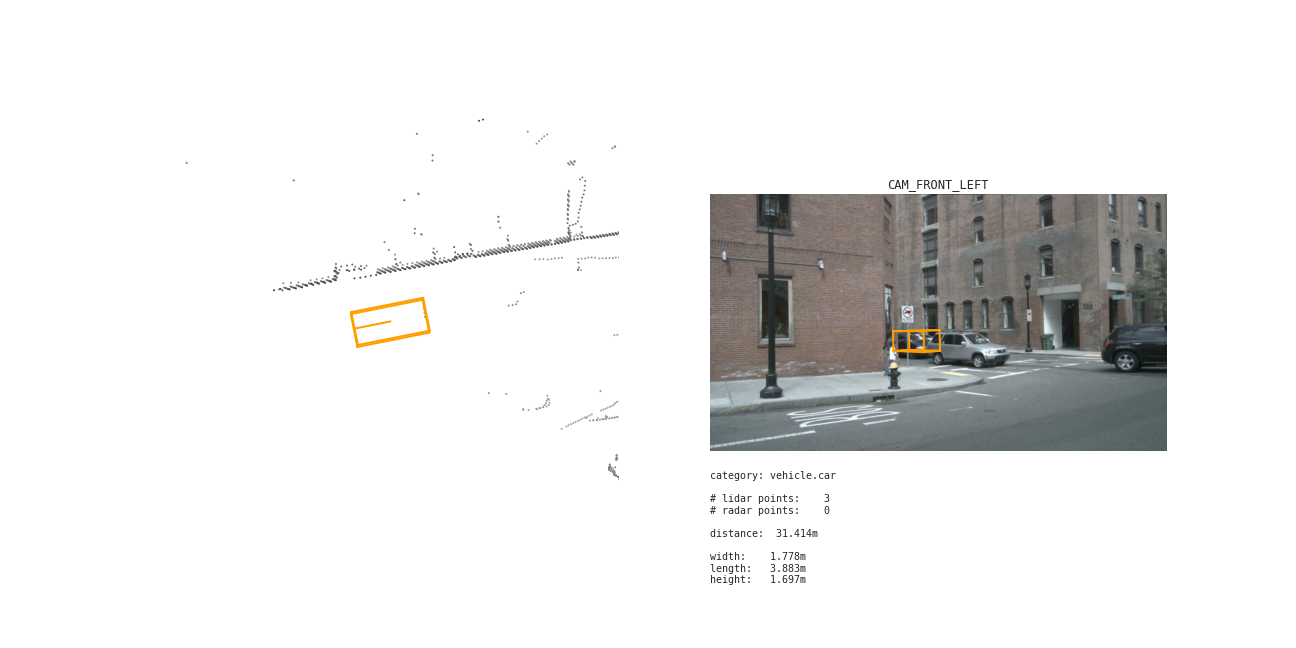 CAM_FRONT_LEFT
category: vehicle.car
# lidar points: 3
# radar points: 0
distance: 31.414m
width: 1.778m
length: 3.883m
height: 1.697m